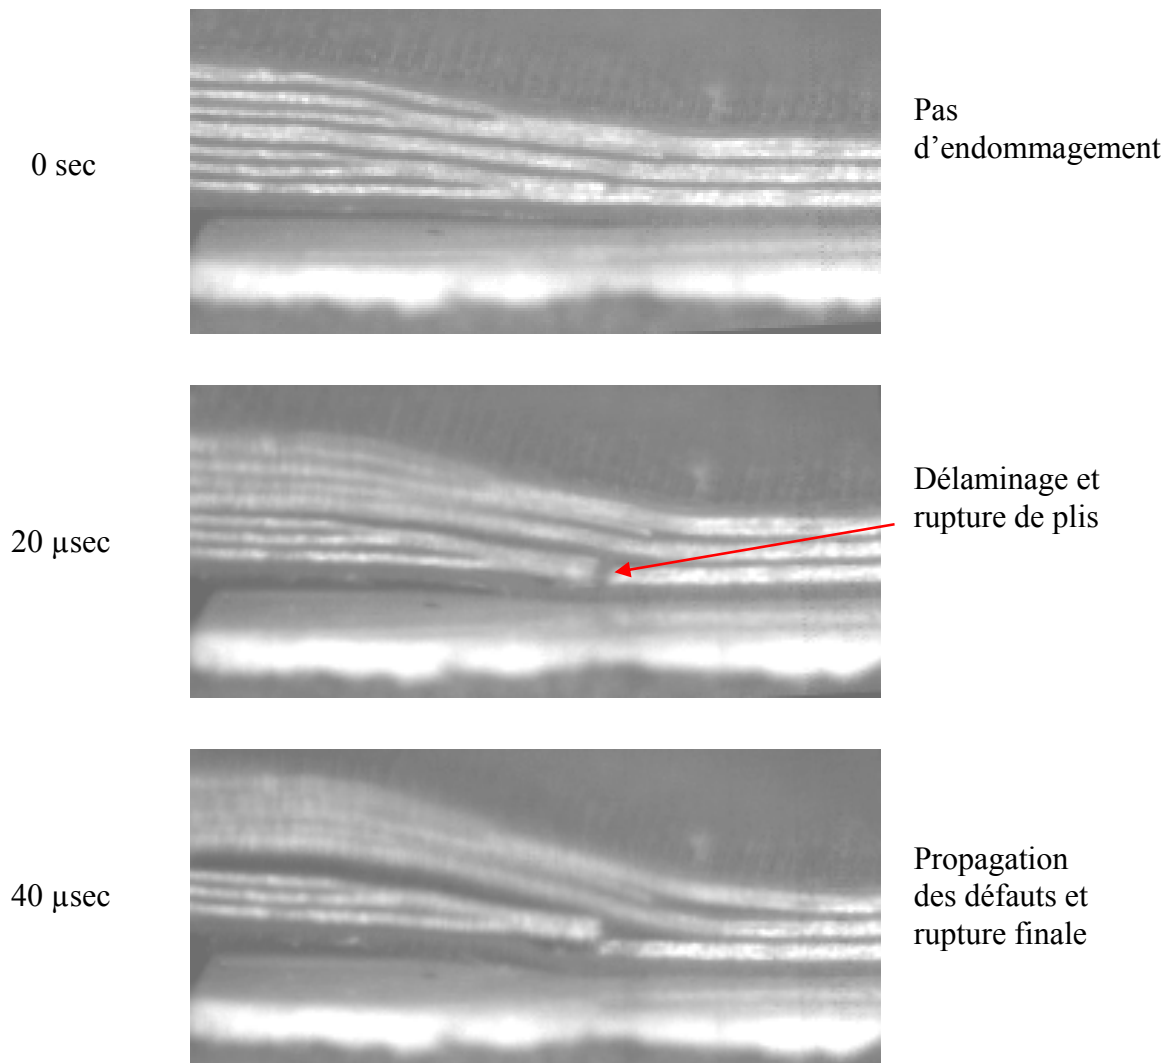 0 sec
Pas
d’endommagement
20 µsec
Délaminage et
rupture de plis
40 µsec
Propagation
des défauts et
rupture finale